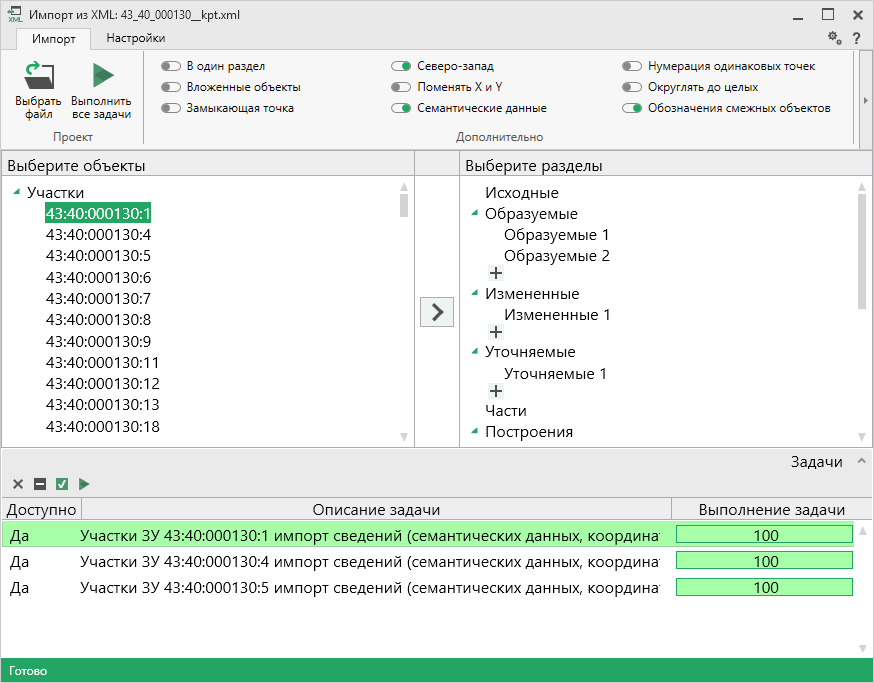 XML
Импорт из XML: 43_40_000130__kpt.xml
Импорт
Настройки
?
Выбрать файл
Выполнить все задачи
Проект
В один раздел
Вложенные объекты
Замыкающая точка
Северо-запад
Поменять X и Y
Семантические данные
Нумерация одинаковых точек
Округлять до целых
Обозначения смежных объектов
Дополнительно
Выберите объекты
Участки
43:40:000130:1
43:40:000130:4
43:40:000130:5
43:40:000130:6
43:40:000130:7
43:40:000130:8
43:40:000130:9
43:40:000130:11
43:40:000130:12
43:40:000130:13
43:40:000130:18
Выберите разделы
Исходные
Образуемые
Образуемые 1
Образуемые 2
Измененные
Измененные 1
Уточняемые
Уточняемые 1
Части
Построения
Задачи
Доступно Описание задачи Выполнение задачи
Да Участки ЗУ 43:40:000130:1 импорт сведений (семантических данных, координат 100
Да Участки ЗУ 43:40:000130:4 импорт сведений (семантических данных, координат 100
Да Участки ЗУ 43:40:000130:5 импорт сведений (семантических данных, координат 100
Готово